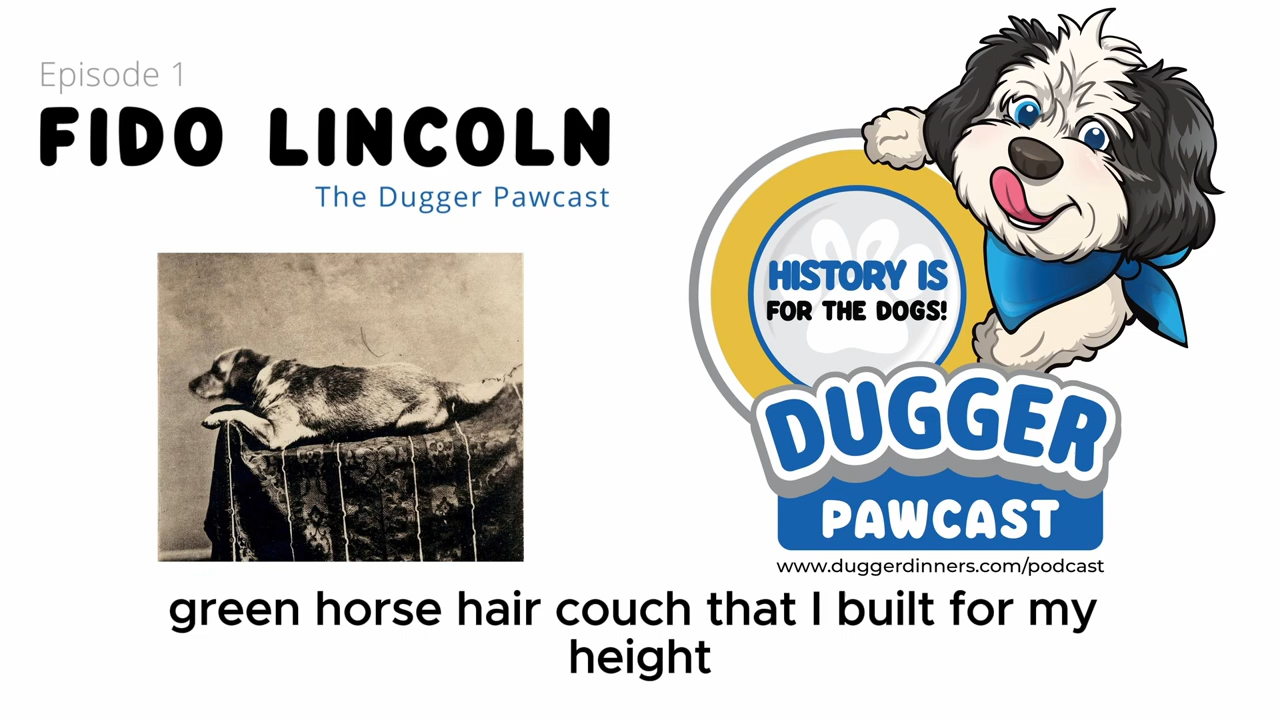 Episode 1
FIDO LINCOLN
The Dugger Pawcast
HISTORY IS
FOR THE DOGS!
DUGGER
PAWCAST
www.duggerdinners.com/podcast
green horse hair couch that I built for my
height